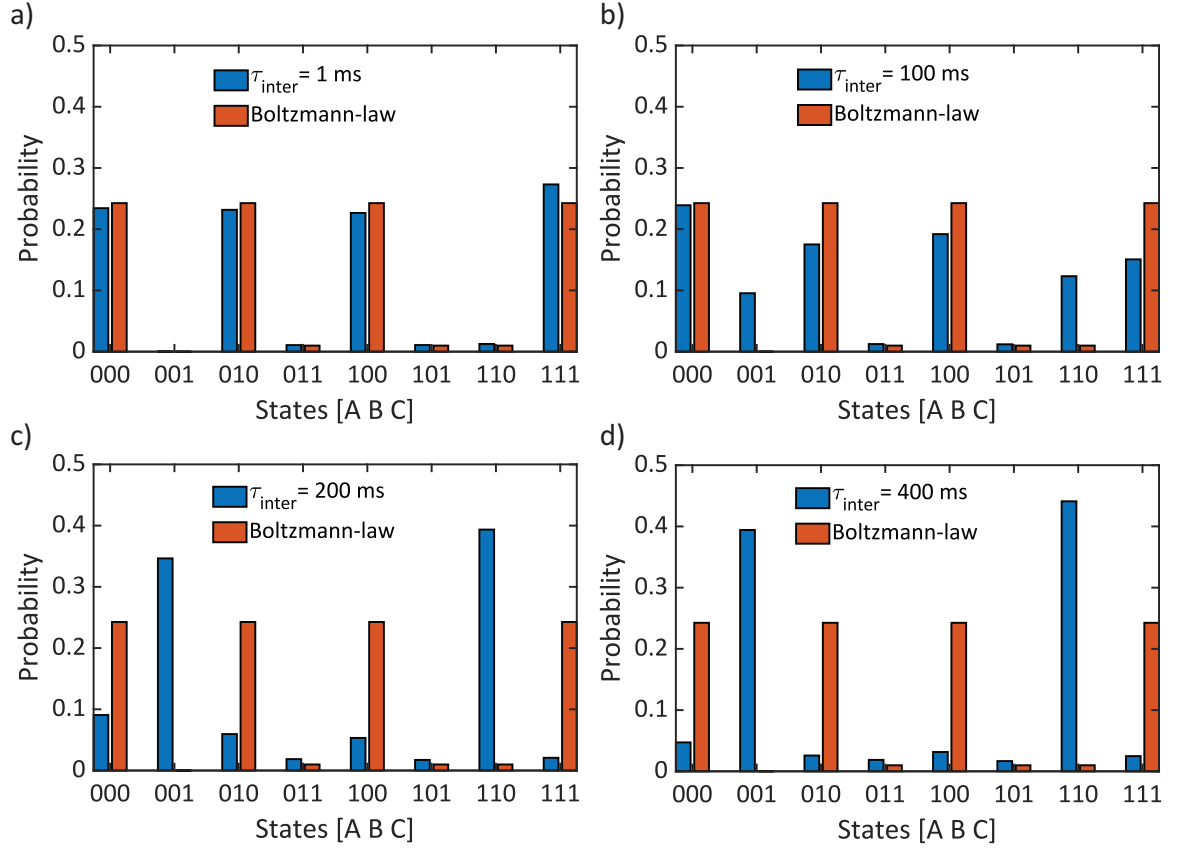 a)
0.5
0.4
0.3
0.2
0.1
0
Probability
τinter= 1 ms
Boltzmann-law
000 001 010 011 100 101 110 111
States [A B C]
b)
0.5
0.4
0.3
0.2
0.1
0
Probability
τinter= 100 ms
Boltzmann-law
000 001 010 011 100 101 110 111
States [A B C]
c)
0.5
0.4
0.3
0.2
0.1
0
Probability
τinter= 200 ms
Boltzmann-law
000 001 010 011 100 101 110 111
States [A B C]
d)
0.5
0.4
0.3
0.2
0.1
0
Probability
τinter= 400 ms
Boltzmann-law
000 001 010 011 100 101 110 111
States [A B C]